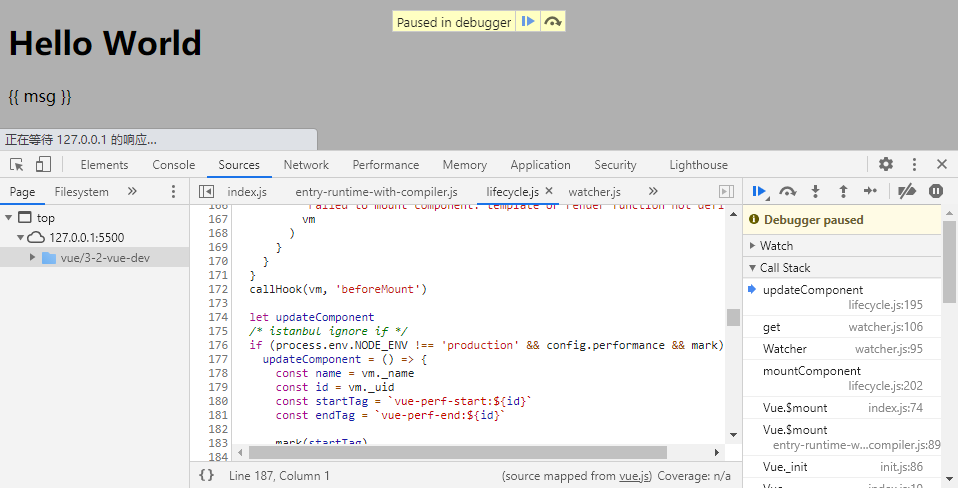 Paused in debugger
Hello World
{{ msg }}
正在等待 127.0.0.1 的响应...
Elements Console Sources Network Performance Memory Application Security Lighthouse
Page Filesystem » index.js entry-runtime-with-compiler.js lifecycle.js × watcher.js »
top
127.0.0.1:5500
vue/3-2-vue-dev
166 'Failed to mount component: template or render function not defi
167 vm
168 )
169 }
170 }
171 }
172 callHook(vm, 'beforeMount')
173
174 let updateComponent
175 /* istanbul ignore if */
176 if (process.env.NODE_ENV !== 'production' && config.performance && mark)
177 updateComponent = () => {
178 const name = vm._name
179 const id = vm._uid
180 const startTag = `vue-perf-start:${id}`
181 const endTag = `vue-perf-end:${id}`
182
183 mark(startTag)
184
{} Line 187, Column 1 (source mapped from vue.js) Coverage: n/a
Debugger paused
Watch
Call Stack
updateComponent
lifecycle.js:195
get watcher.js:106
Watcher watcher.js:95
mountComponent
lifecycle.js:202
Vue.$mount index.js:74
Vue.$mount
entry-runtime-w…compiler.js:89
Vue._init init.js:86
Vue index.js:19